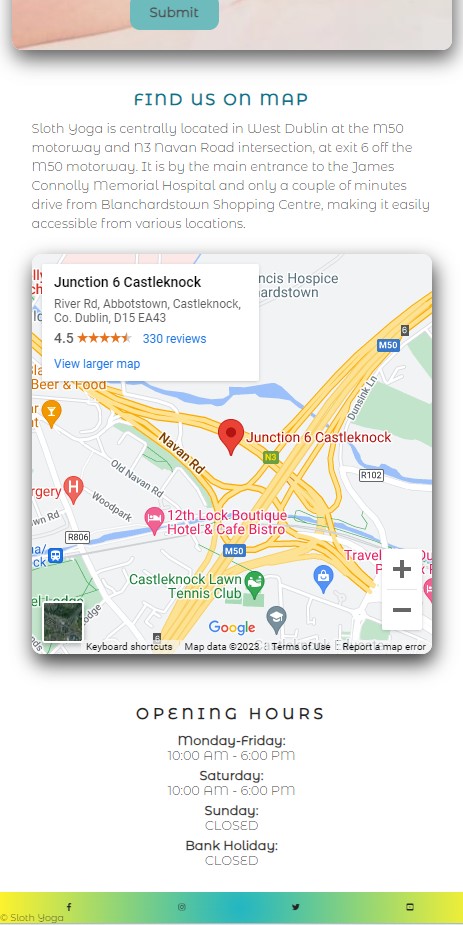 Submit
FIND US ON MAP
Sloth Yoga is centrally located in West Dublin at the M50
motorway and N3 Navan Road intersection, at exit 6 off the
M50 motorway. It is by the main entrance to the James
Connolly Memorial Hospital and only a couple of minutes
drive from Blanchardstown Shopping Centre, making it easily
accessible from various locations.
Junction 6 Castleknock
River Rd, Abbotstown, Castleknock,
Co. Dublin, D15 EA43
4.5 330 reviews
View larger map
ncis Hospice
ardstown
6
M50
Beer & Food
Dunsink Ln
Junction 6 Castleknock
Navan Rd
N3
Old Navan Rd
R102
rgery
H
Woodpark
wn Rd
12th Lock Boutique
Hotel & Cafe Bistro
R806
M50
Travel
Castleknock Lawn
Tennis Club
+
−
Google
6
Keyboard shortcuts Map data ©2023 Terms of Use Report a map error
OPENING HOURS
Monday-Friday:
10:00 AM - 6:00 PM
Saturday:
10:00 AM - 6:00 PM
Sunday:
CLOSED
Bank Holiday:
CLOSED
© Sloth Yoga